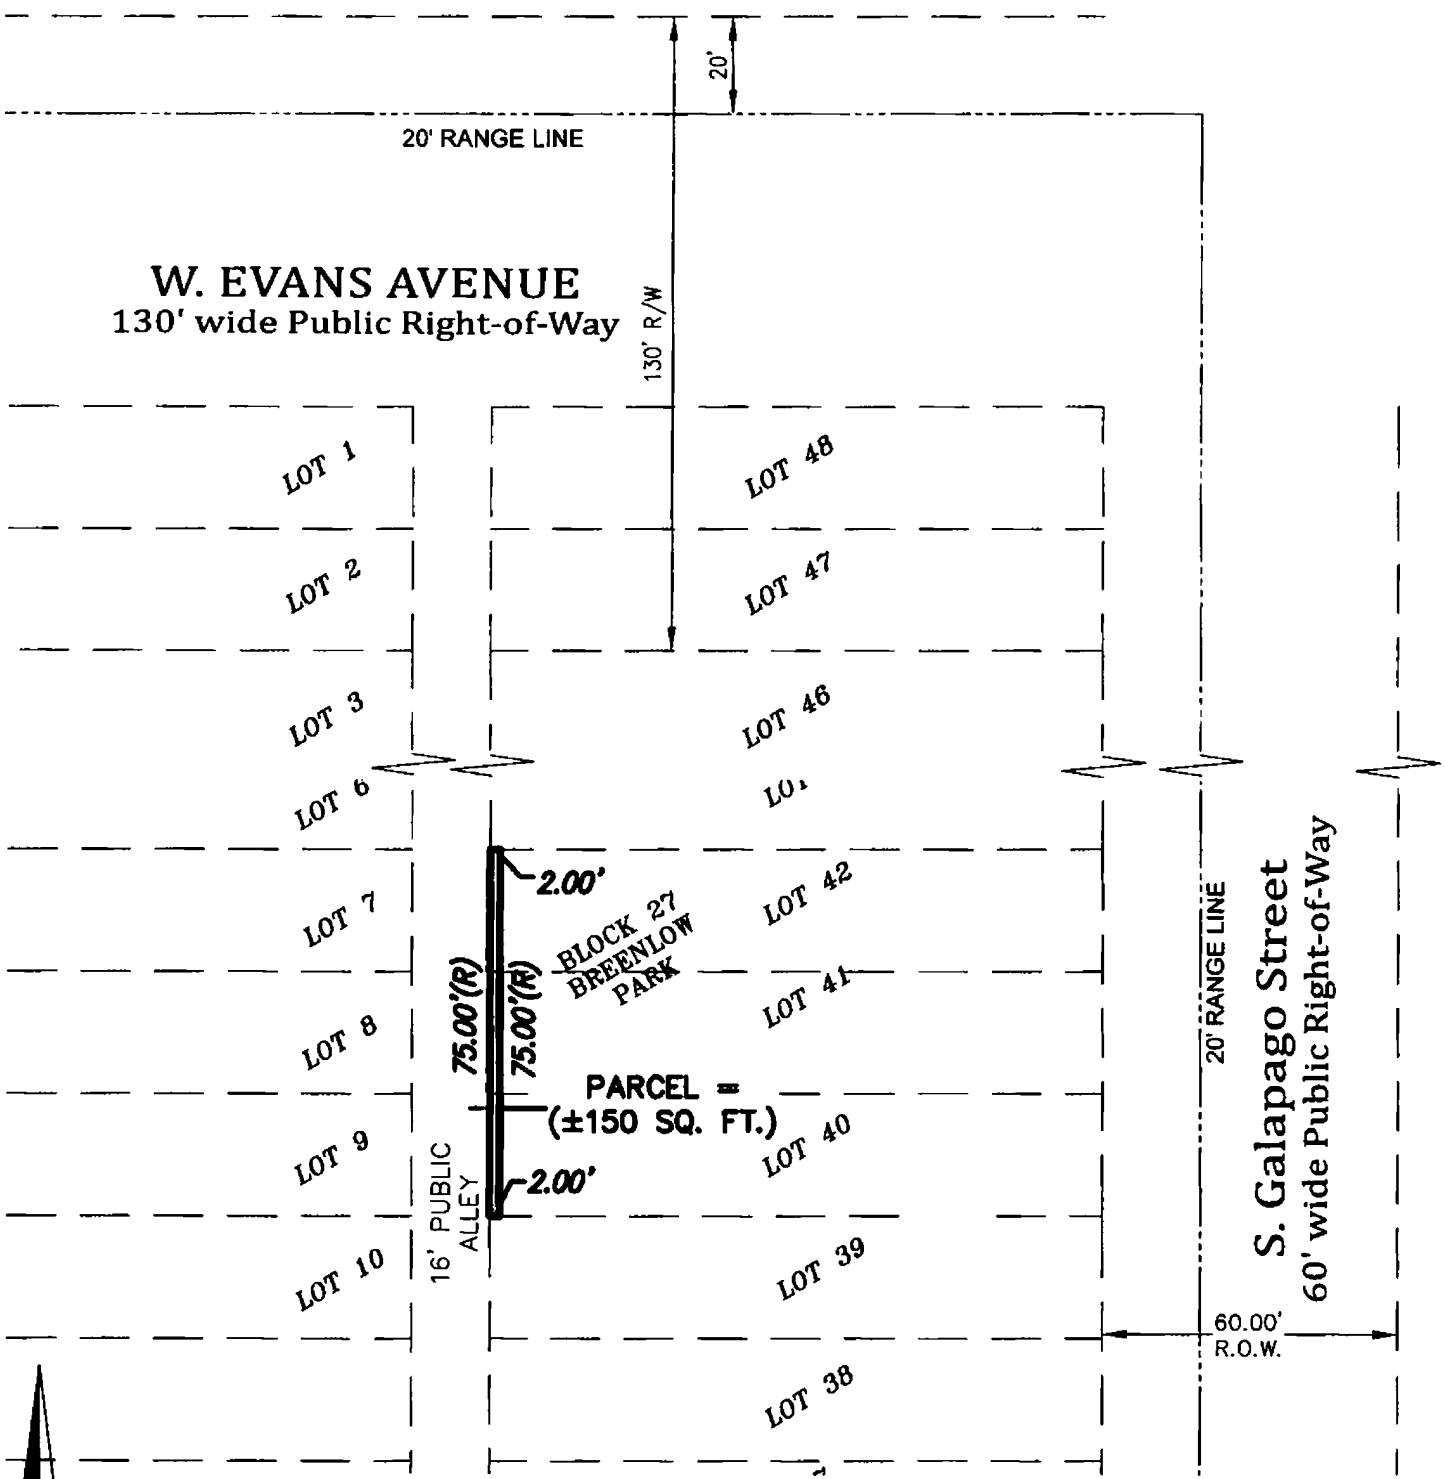 20'
20' RANGE LINE
W. EVANS AVENUE
130' wide Public Right-of-Way
130' R/W
LOT 1
LOT 48
LOT 2
LOT 47
LOT 3
LOT 46
LOT 6
LOT 7
2.00'
LOT 42
BLOCK 27
BREENLOW
PARK
75.00'(R)
75.00'(R)
LOT 41
LOT 8
PARCEL =
(±150 SQ. FT.)
LOT 9
LOT 40
2.00'
16' PUBLIC
ALLEY
LOT 10
LOT 39
LOT 38
20' RANGE LINE
S. Galapago Street
60' wide Public Right-of-Way
60.00'
R.O.W.